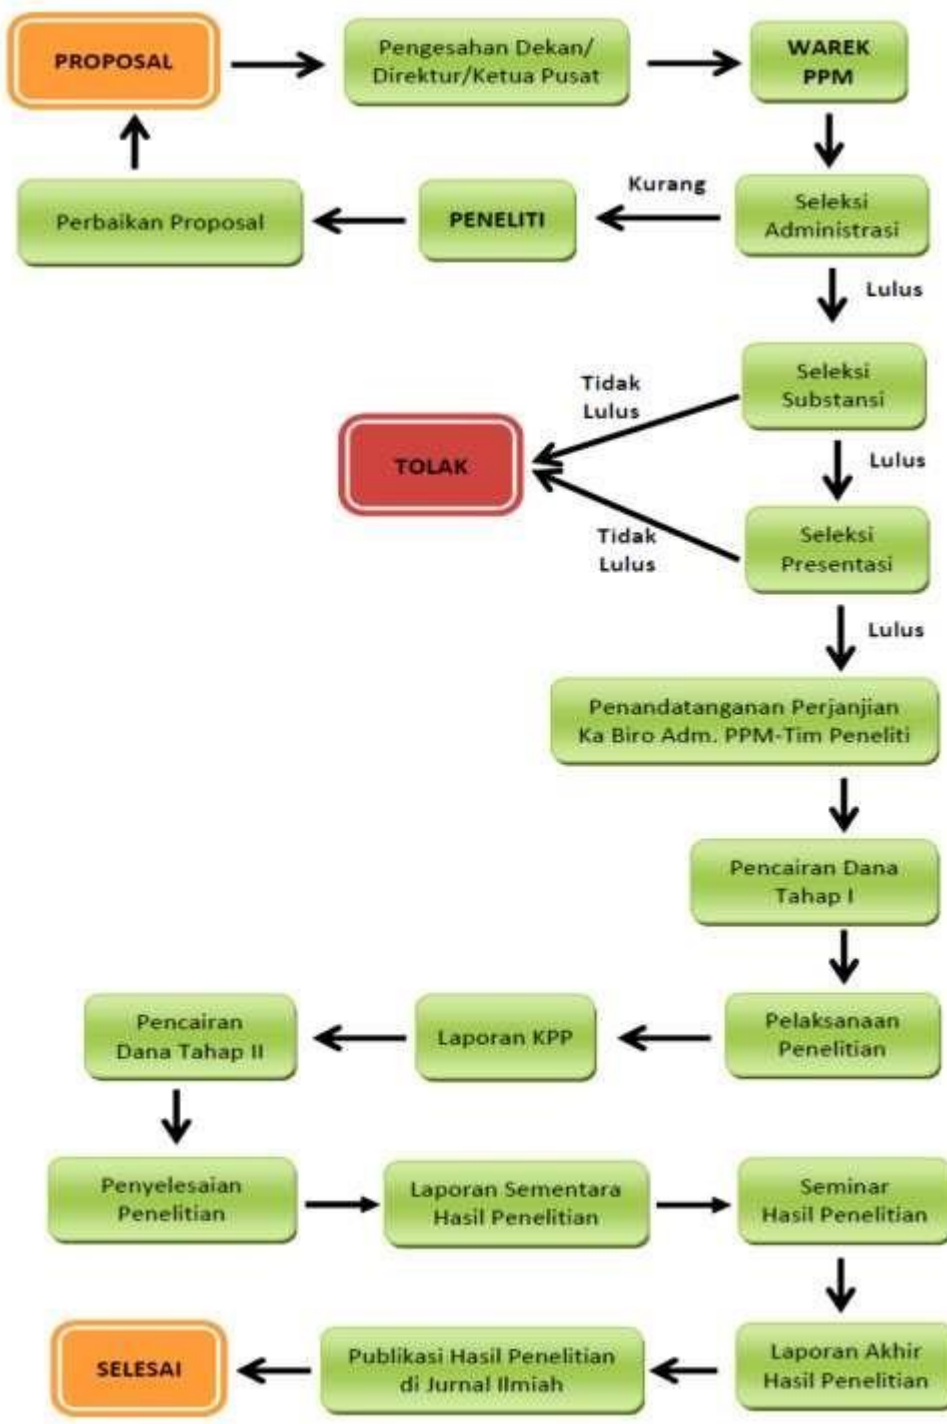 PROPOSAL
Pengesahan Dekan/
Direktur/Ketua Pusat
WAREK
PPM
Perbaikan Proposal
PENELITI
Kurang
Seleksi
Administrasi
Lulus
Seleksi
Substansi
Tidak
Lulus
TOLAK
Lulus
Tidak
Lulus
Seleksi
Presentasi
Lulus
Penandatanganan Perjanjian
Ka Biro Adm. PPM-Tim Peneliti
Pencairan Dana
Tahap I
Pelaksanaan
Penelitian
Laporan KPP
Pencairan
Dana Tahap II
Penyelesaian
Penelitian
Laporan Sementara
Hasil Penelitian
Seminar
Hasil Penelitian
Laporan Akhir
Hasil Penelitian
Publikasi Hasil Penelitian
di Jurnal Ilmiah
SELESAI